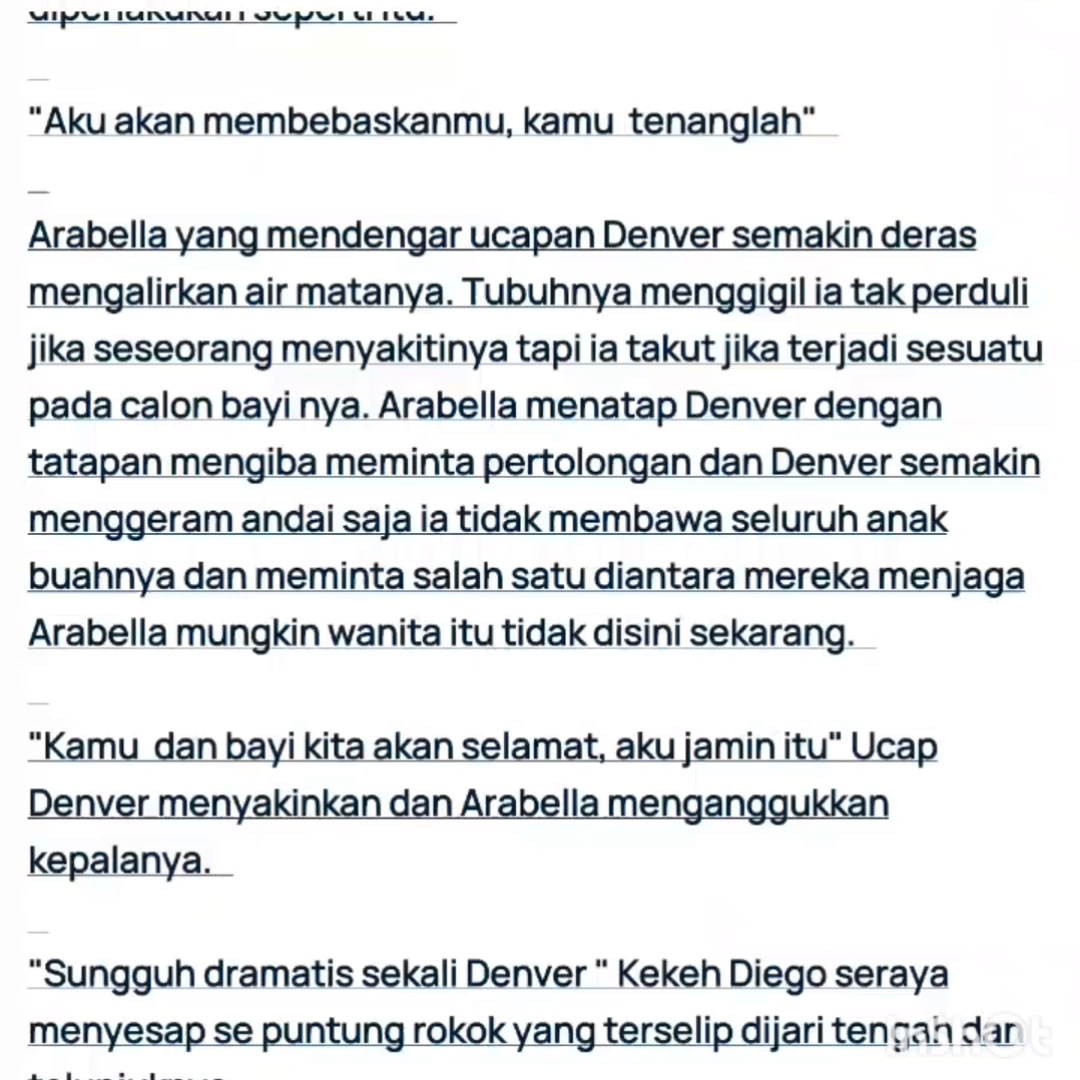 diperlakukan seperti itu.
"Aku akan membebaskanmu, kamu  tenanglah"
Arabella yang mendengar ucapan Denver semakin deras
mengalirkan air matanya. Tubuhnya menggigil ia tak perduli
jika seseorang menyakitinya tapi ia takut jika terjadi sesuatu
pada calon bayi nya. Arabella menatap Denver dengan
tatapan mengiba meminta pertolongan dan Denver semakin
menggeram andai saja ia tidak membawa seluruh anak
buahnya dan meminta salah satu diantara mereka menjaga
Arabella mungkin wanita itu tidak disini sekarang.
"Kamu  dan bayi kita akan selamat, aku jamin itu" Ucap
Denver menyakinkan dan Arabella menganggukkan
kepalanya.
"Sungguh dramatis sekali Denver " Kekeh Diego seraya
menyesap se puntung rokok yang terselip dijari tengah dan